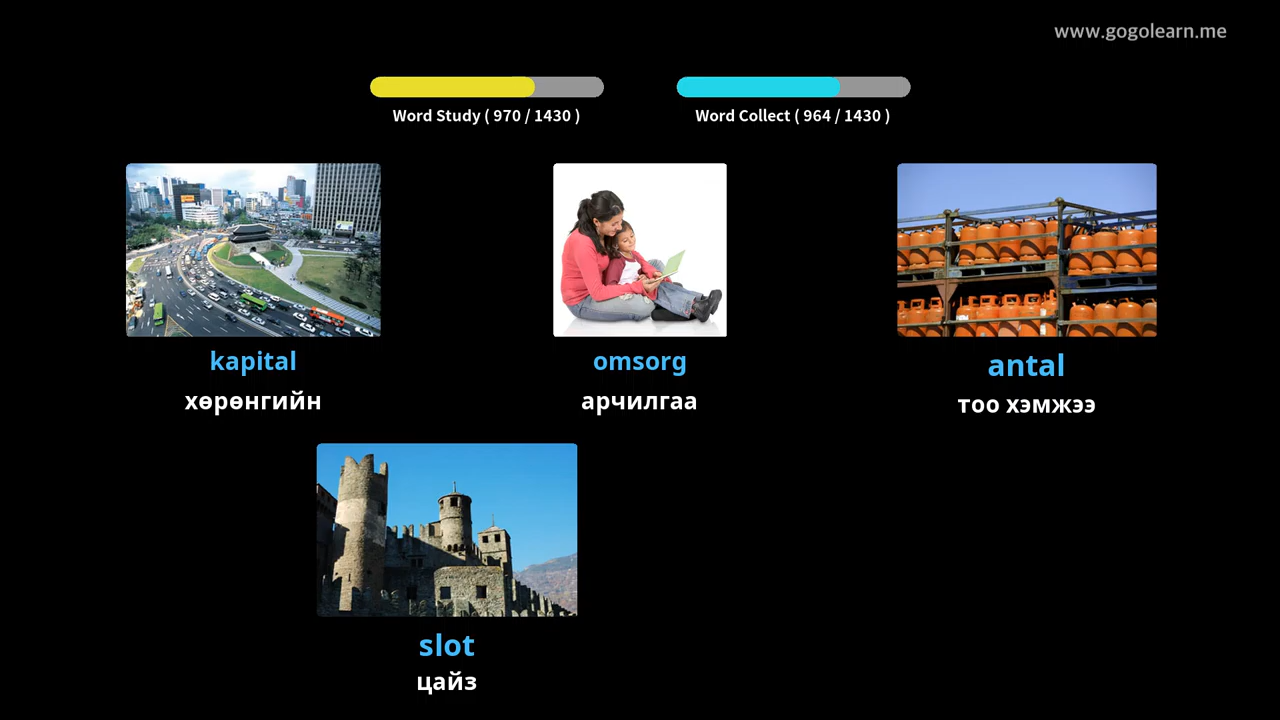 www.gogolearn.me
Word Study ( 970 / 1430 )
Word Collect ( 964 / 1430 )
kapital
хөрөнгийн
omsorg
арчилгаа
antal
тоо хэмжээ
slot
цайз